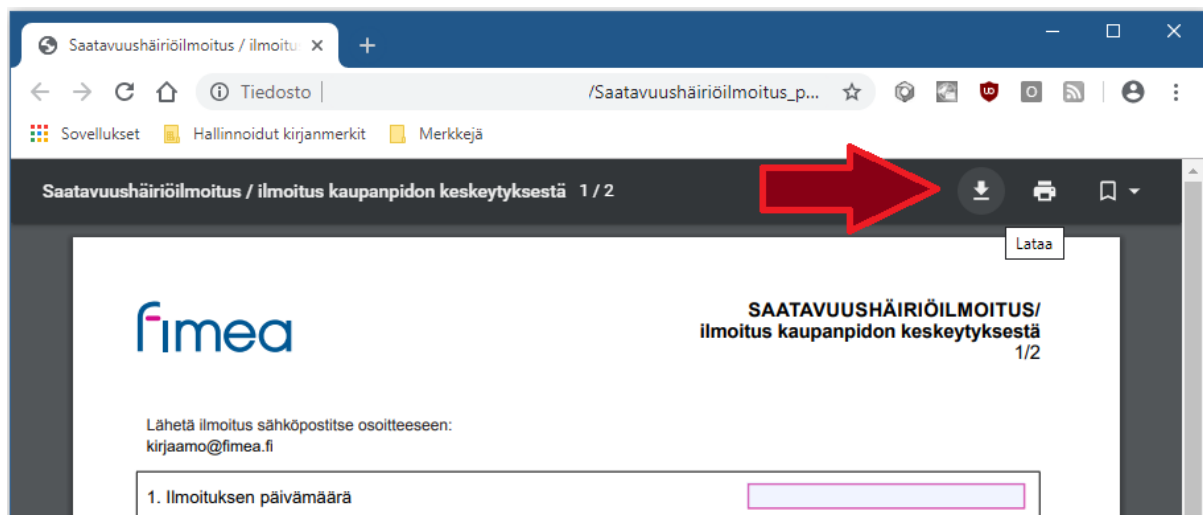 Saatavuushäiriöilmoitus / ilmoitu
Tiedosto
/Saatavuushäiriöilmoitus_p...
Sovellukset
Hallinnoidut kirjanmerkit
Merkkejä
Saatavuushäiriöilmoitus / ilmoitus kaupanpidon keskeytyksestä 1 / 2
Lataa
fimea
SAATAVUUSHÄIRIÖILMOITUS/
ilmoitus kaupanpidon keskeytyksestä
1/2
Lähetä ilmoitus sähköpostitse osoitteeseen:
kirjaamo@fimea.fi
1. Ilmoituksen päivämäärä